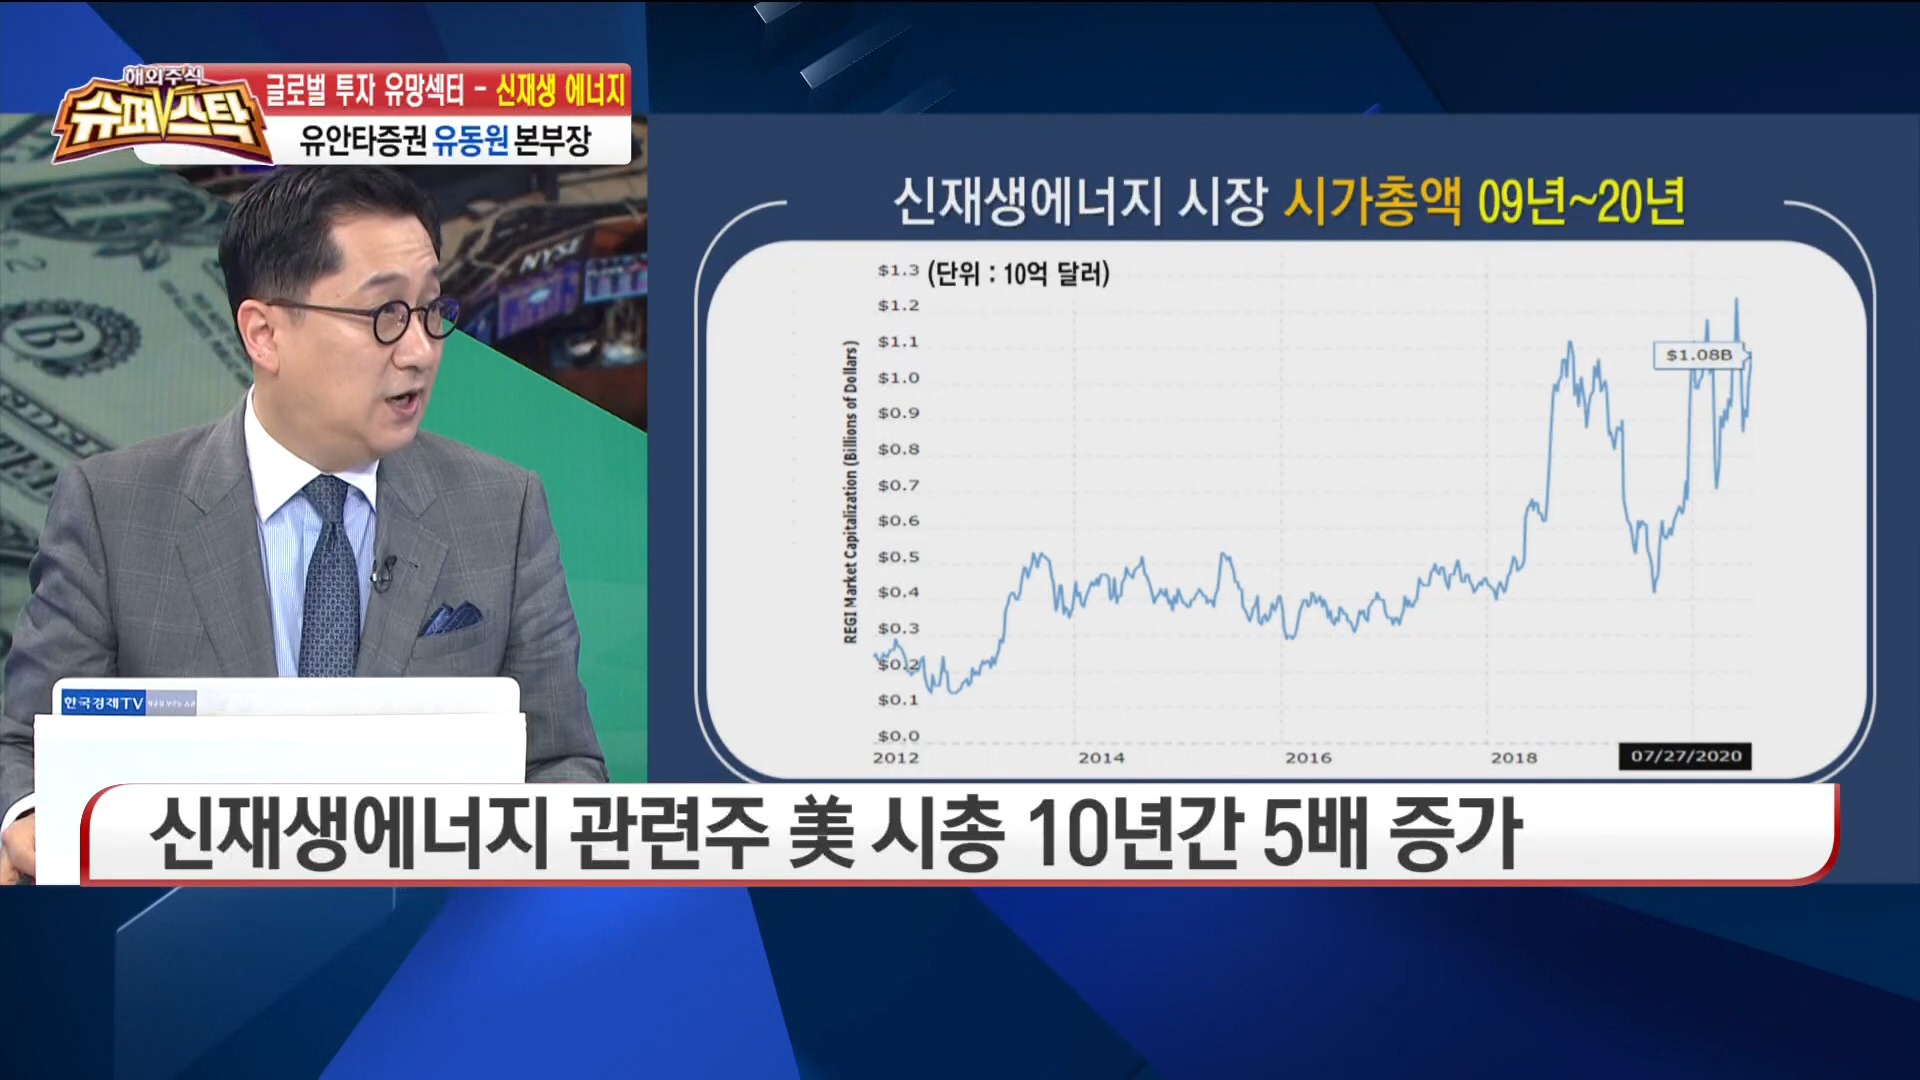 해외주식
슈퍼스탁
글로벌 투자 유망섹터 - 신재생 에너지
유안타증권 유동원 본부장
NYSE
신재생에너지 시장 시가총액 09년~20년
(단위 : 10억 달러)
$1.3
$1.2
$1.1
$1.0
$0.9
$0.8
$0.7
$0.6
$0.5
$0.4
$0.3
$0.2
$0.1
$0.0
REGI Market Capitalization (Billions of Dollars)
$1.08B
2012 2014 2016 2018 07/27/2020
한국경제TV
신재생에너지 관련주 美 시총 10년간 5배 증가